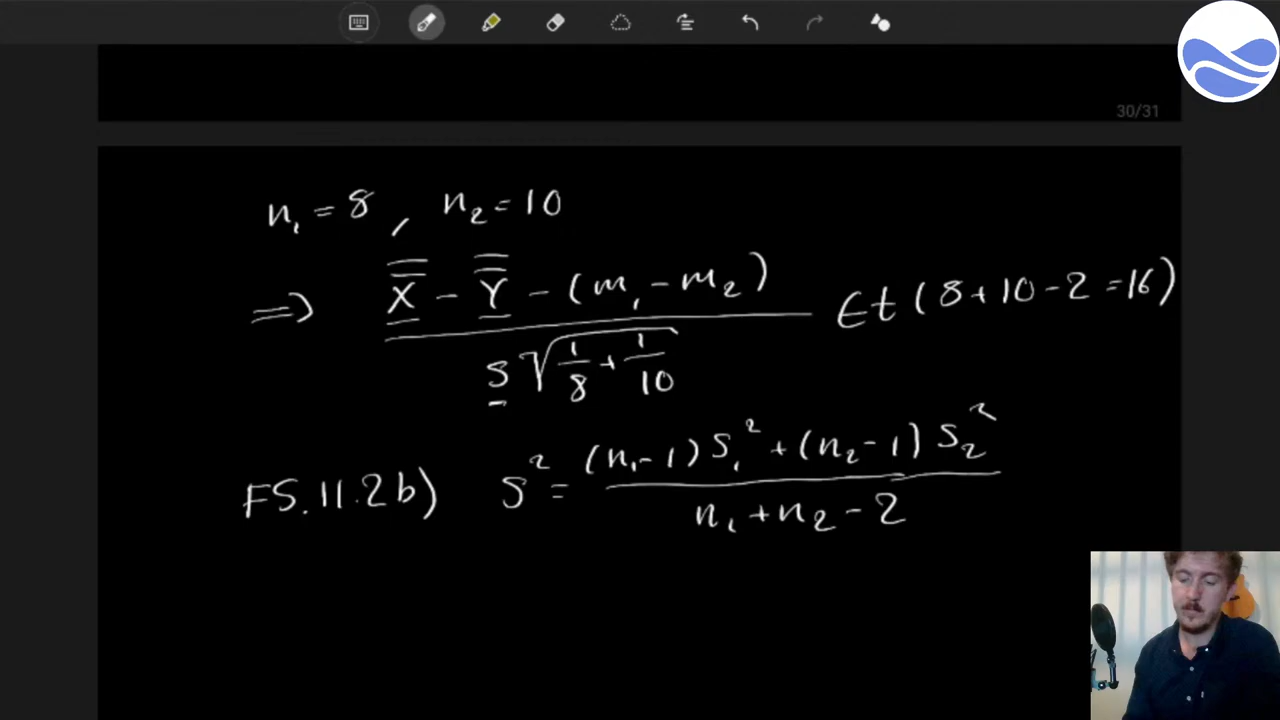 30/31
n₁ = 8 , n₂ = 10
⇒ (X̿ - Y̿ - (m₁ - m₂)) / (S√(1/8 + 1/10)) ∈ t(8+10-2=16)
FS.11.2b) S² = ((n₁-1)S₁² + (n₂-1)S₂²) / (n₁+n₂-2)